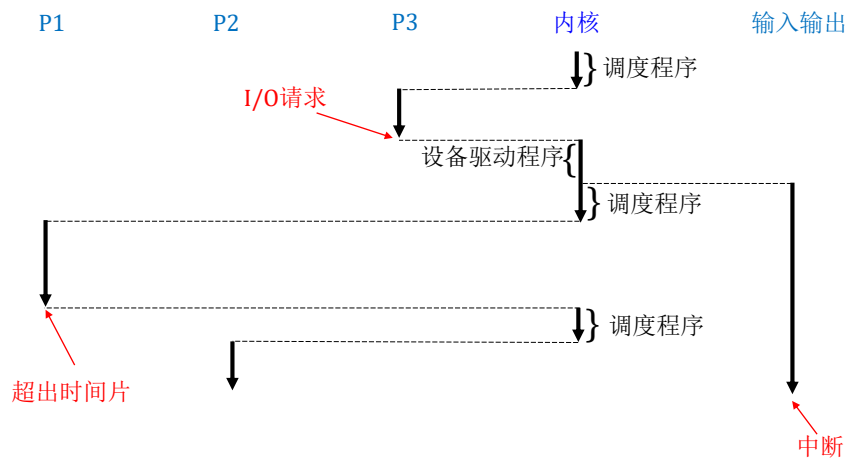 P1
P2
P3
内核
输入输出
调度程序
I/O请求
设备驱动程序
调度程序
调度程序
超出时间片
中断